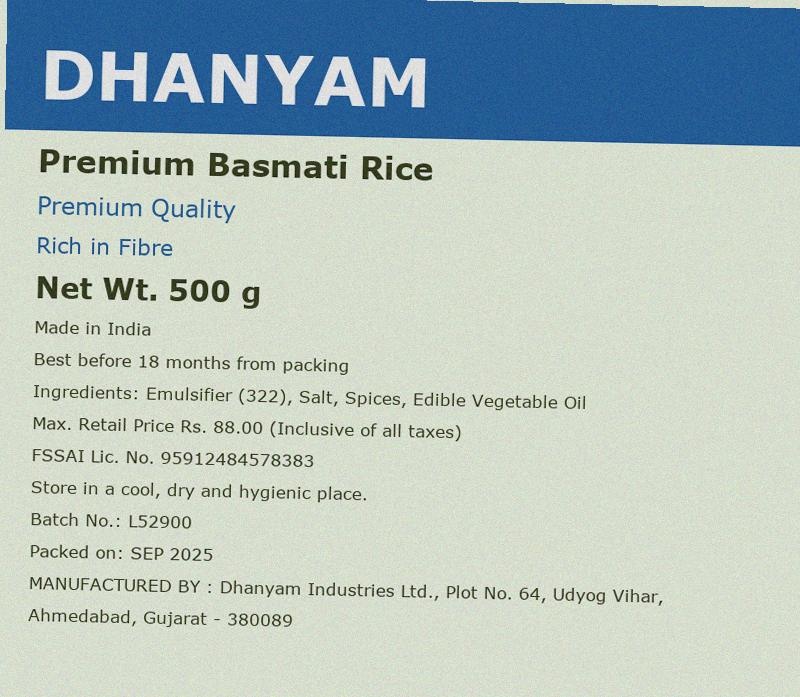 DHANYAM
Premium Basmati Rice
Premium Quality
Rich in Fibre
Net Wt. 500 g
Made in India
Best before 18 months from packing
Ingredients: Emulsifier (322), Salt, Spices, Edible Vegetable Oil
Max. Retail Price Rs. 88.00 (Inclusive of all taxes)
FSSAI Lic. No. 95912484578383
Store in a cool, dry and hygienic place.
Batch No.: L52900
Packed on: SEP 2025
MANUFACTURED BY : Dhanyam Industries Ltd., Plot No. 64, Udyog Vihar,
Ahmedabad, Gujarat - 380089